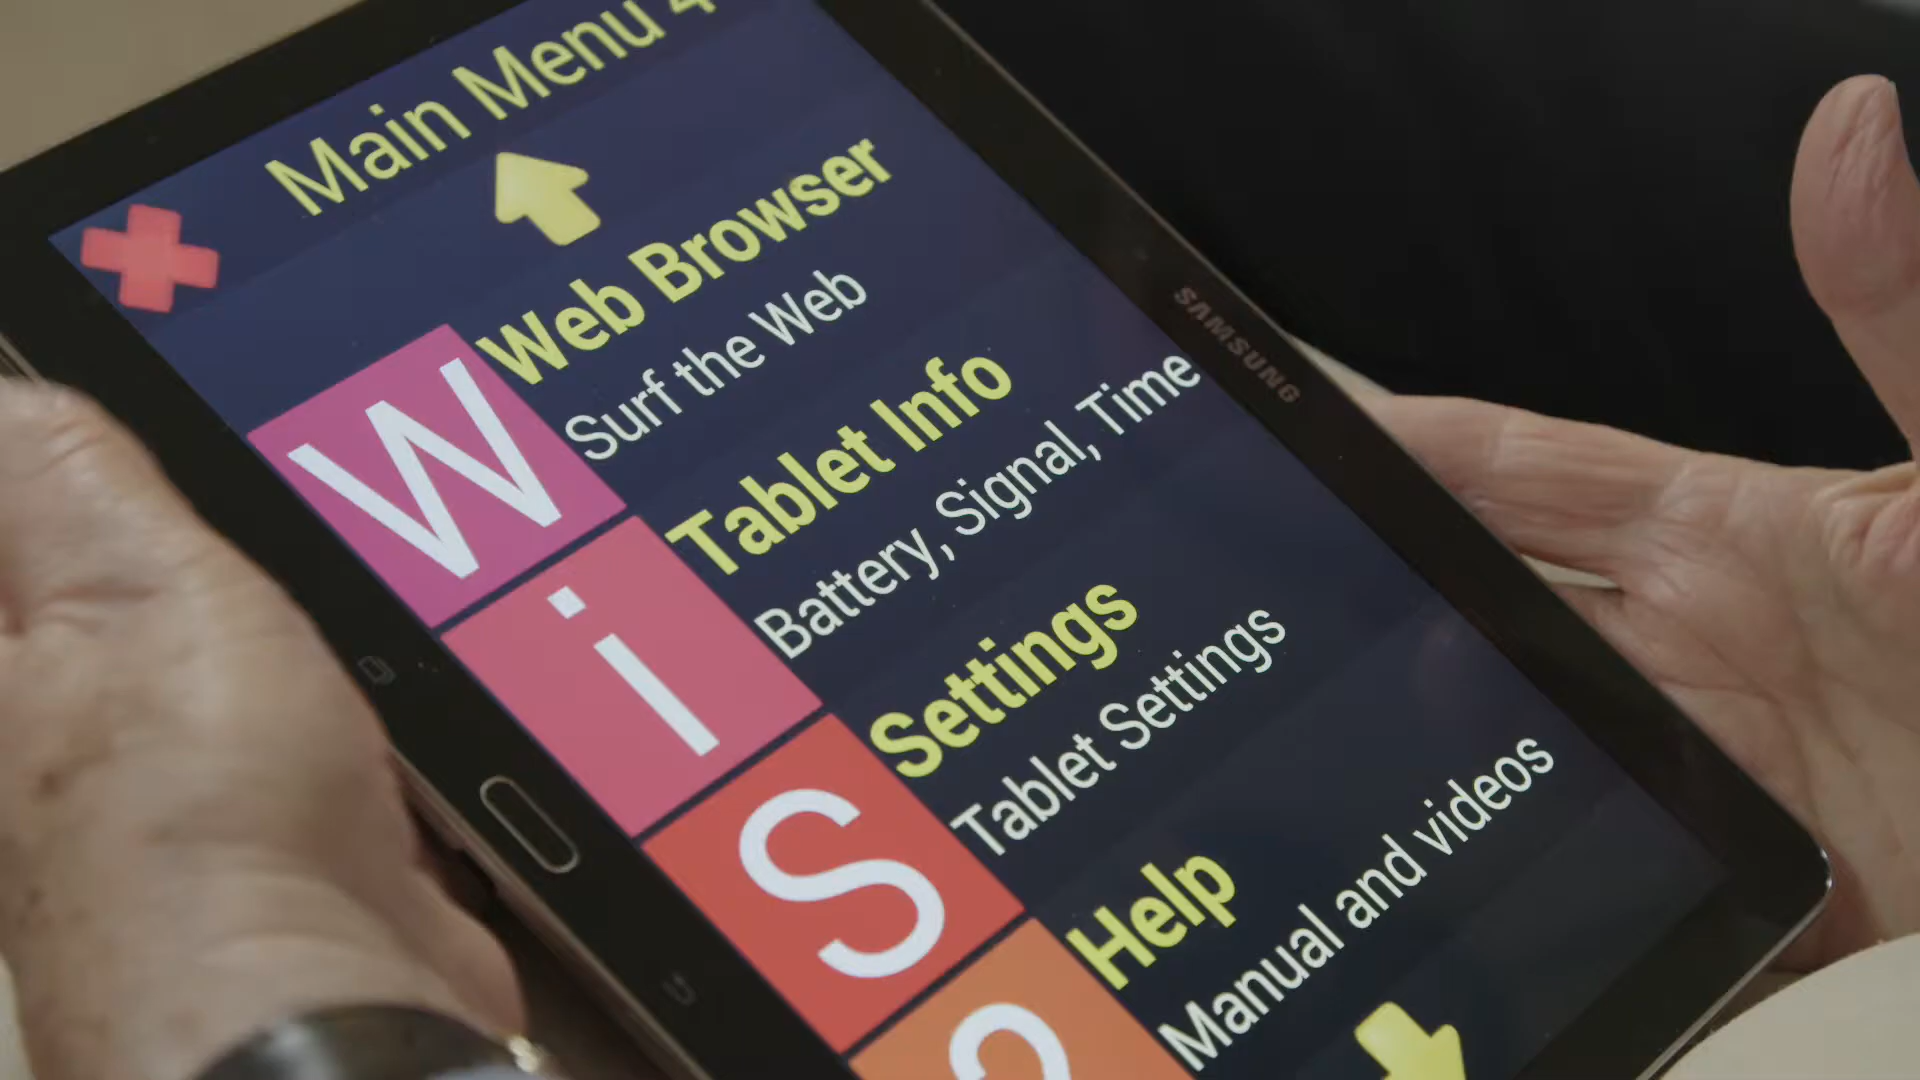 Main Menu 4
W
Web Browser
Surf the Web
i
Tablet Info
Battery, Signal, Time
S
Settings
Tablet Settings
?
Help
Manual and videos
SAMSUNG